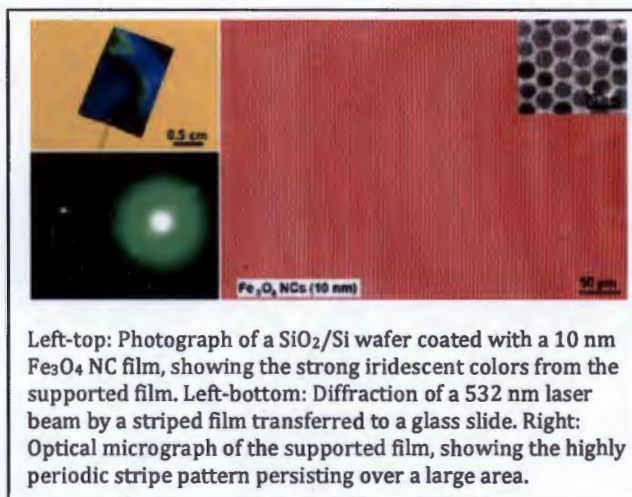 0.5 cm
Fe₃O₄ NCs (10 nm)
50 µm
Left-top: Photograph of a SiO₂/Si wafer coated with a 10 nm
Fe₃O₄ NC film, showing the strong iridescent colors from the
supported film. Left-bottom: Diffraction of a 532 nm laser
beam by a striped film transferred to a glass slide. Right:
Optical micrograph of the supported film, showing the highly
periodic stripe pattern persisting over a large area.